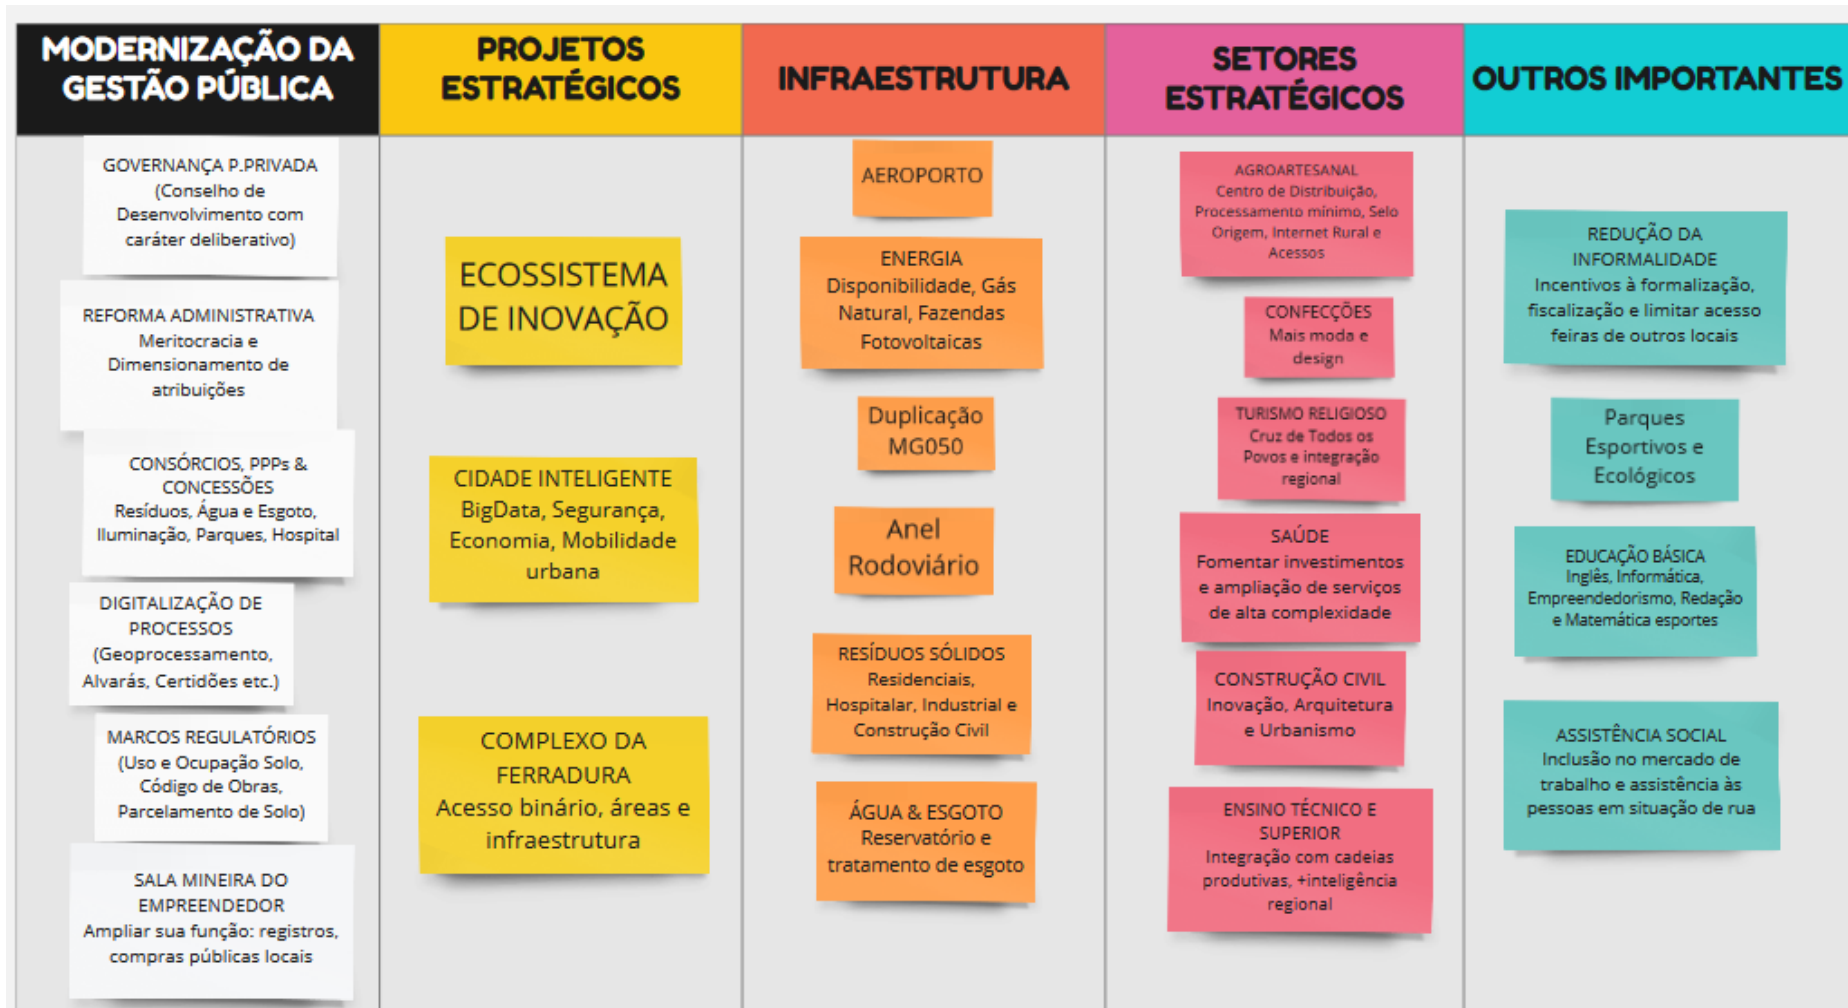 MODERNIZAÇÃO DA
GESTÃO PÚBLICA
GOVERNANÇA P.PRIVADA
(Conselho de
Desenvolvimento com
caráter deliberativo)
REFORMA ADMINISTRATIVA
Meritocracia e
Dimensionamento de
atribuições
CONSÓRCIOS, PPPs &
CONCESSÕES
Resíduos, Água e Esgoto,
Iluminação, Parques, Hospital
DIGITALIZAÇÃO DE
PROCESSOS
(Geoprocessamento,
Alvarás, Certidões etc.)
MARCOS REGULATÓRIOS
(Uso e Ocupação Solo,
Código de Obras,
Parcelamento de Solo)
SALA MINEIRA DO
EMPREENDEDOR
Ampliar sua função: registros,
compras públicas locais
PROJETOS
ESTRATÉGICOS
ECOSSISTEMA
DE INOVAÇÃO
CIDADE INTELIGENTE
BigData, Segurança,
Economia, Mobilidade
urbana
COMPLEXO DA
FERRADURA
Acesso binário, áreas e
infraestrutura
INFRAESTRUTURA
AEROPORTO
ENERGIA
Disponibilidade, Gás
Natural, Fazendas
Fotovoltaicas
Duplicação
MG050
Anel
Rodoviário
RESÍDUOS SÓLIDOS
Residenciais,
Hospitalar, Industrial e
Construção Civil
ÁGUA & ESGOTO
Reservatório e
tratamento de esgoto
SETORES
ESTRATÉGICOS
AGROARTESANAL
Centro de Distribuição,
Processamento mínimo, Selo
Origem, Internet Rural e
Acessos
CONFECÇÕES
Mais moda e
design
TURISMO RELIGIOSO
Cruz de Todos os
Povos e integração
regional
SAÚDE
Fomentar investimentos
e ampliação de serviços
de alta complexidade
CONSTRUÇÃO CIVIL
Inovação, Arquitetura
e Urbanismo
ENSINO TÉCNICO E
SUPERIOR
Integração com cadeias
produtivas, +inteligência
regional
OUTROS IMPORTANTES
REDUÇÃO DA
INFORMALIDADE
Incentivos à formalização,
fiscalização e limitar acesso
feiras de outros locais
Parques
Esportivos e
Ecológicos
EDUCAÇÃO BÁSICA
Inglês, Informática,
Empreendedorismo, Redação
e Matemática esportes
ASSISTÊNCIA SOCIAL
Inclusão no mercado de
trabalho e assistência às
pessoas em situação de rua